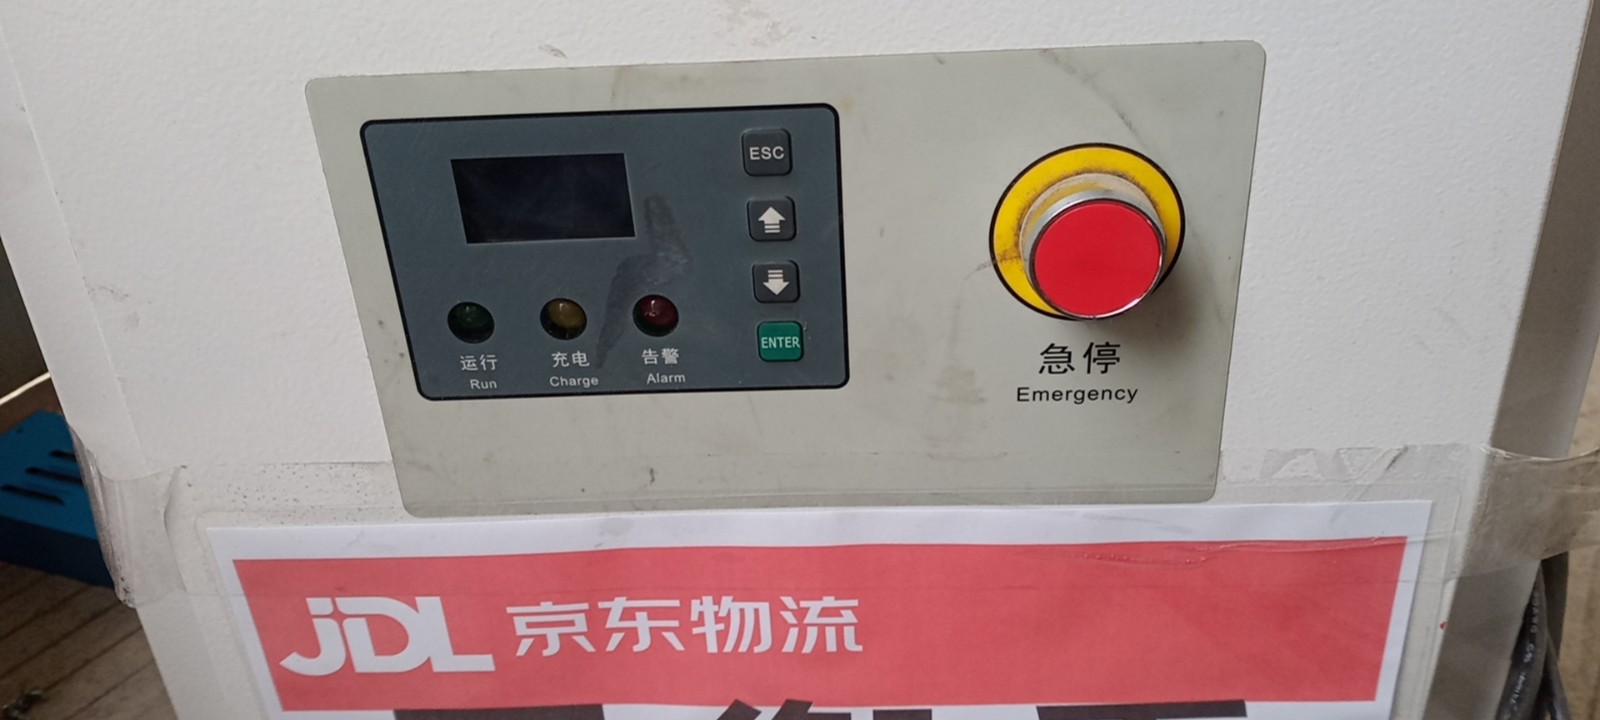 ESC
ENTER
运行
Run
充电
Charge
告警
Alarm
急停
Emergency
JDL 京东物流